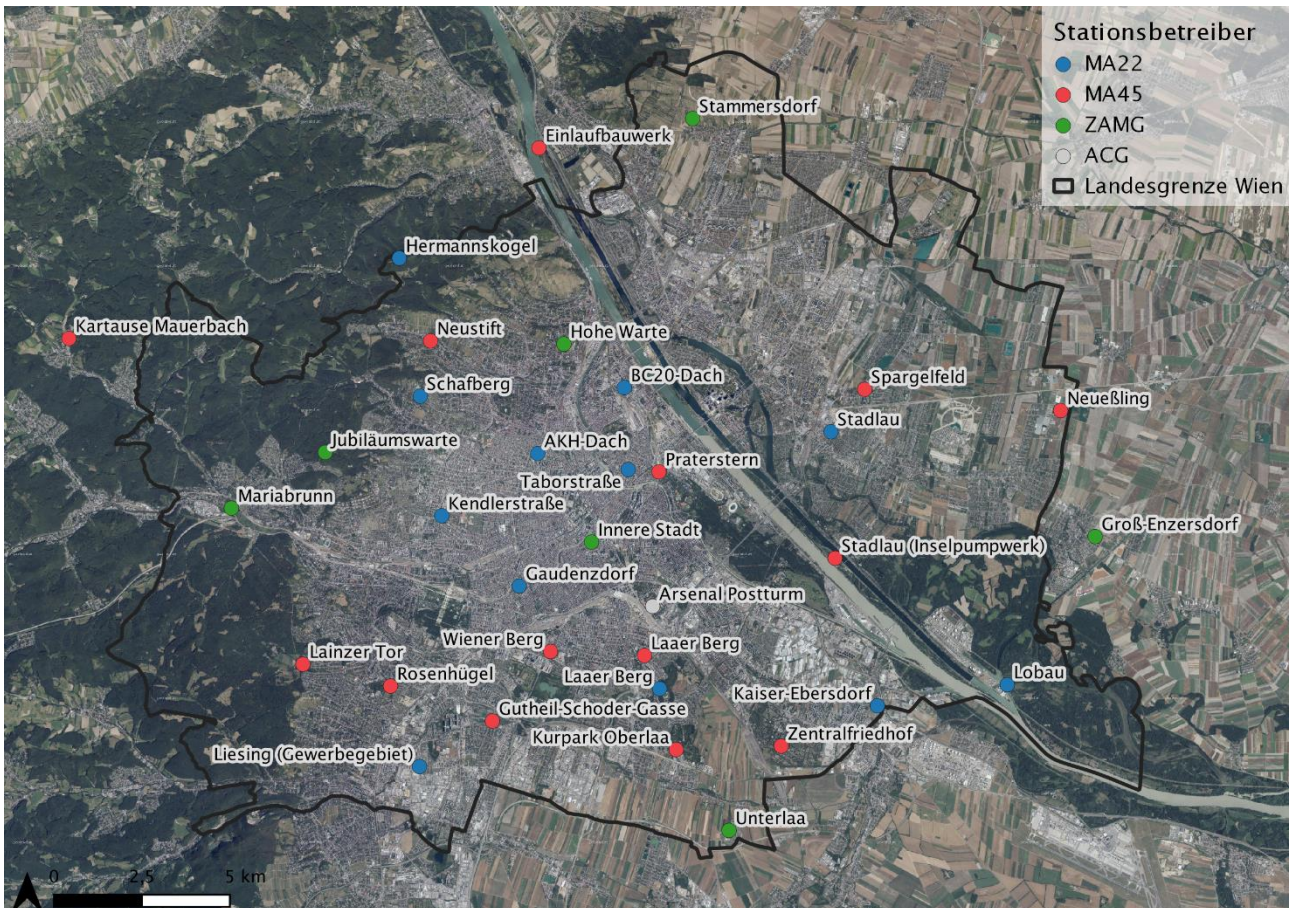 Stationsbetreiber
MA22
MA45
ZAMG
ACG
Landesgrenze Wien
Stammersdorf
Einlaufbauwerk
Hermannskogel
Kartause Mauerbach
Neustift
Hohe Warte
BC20-Dach
Schafberg
Spargelfeld
Neueßling
Stadlau
Jubiläumswarte
AKH-Dach
Praterstern
Taborstraße
Mariabrunn
Kendlerstraße
Innere Stadt
Groß-Enzersdorf
Stadlau (Inselpumpwerk)
Gaudenzdorf
Arsenal Postturm
Wiener Berg
Laaer Berg
Lainzer Tor
Rosenhügel
Laaer Berg
Lobau
Kaiser-Ebersdorf
Gutheil-Schoder-Gasse
Kurpark Oberlaa
Zentralfriedhof
Liesing (Gewerbegebiet)
Unterlaa
0 2,5 5 km